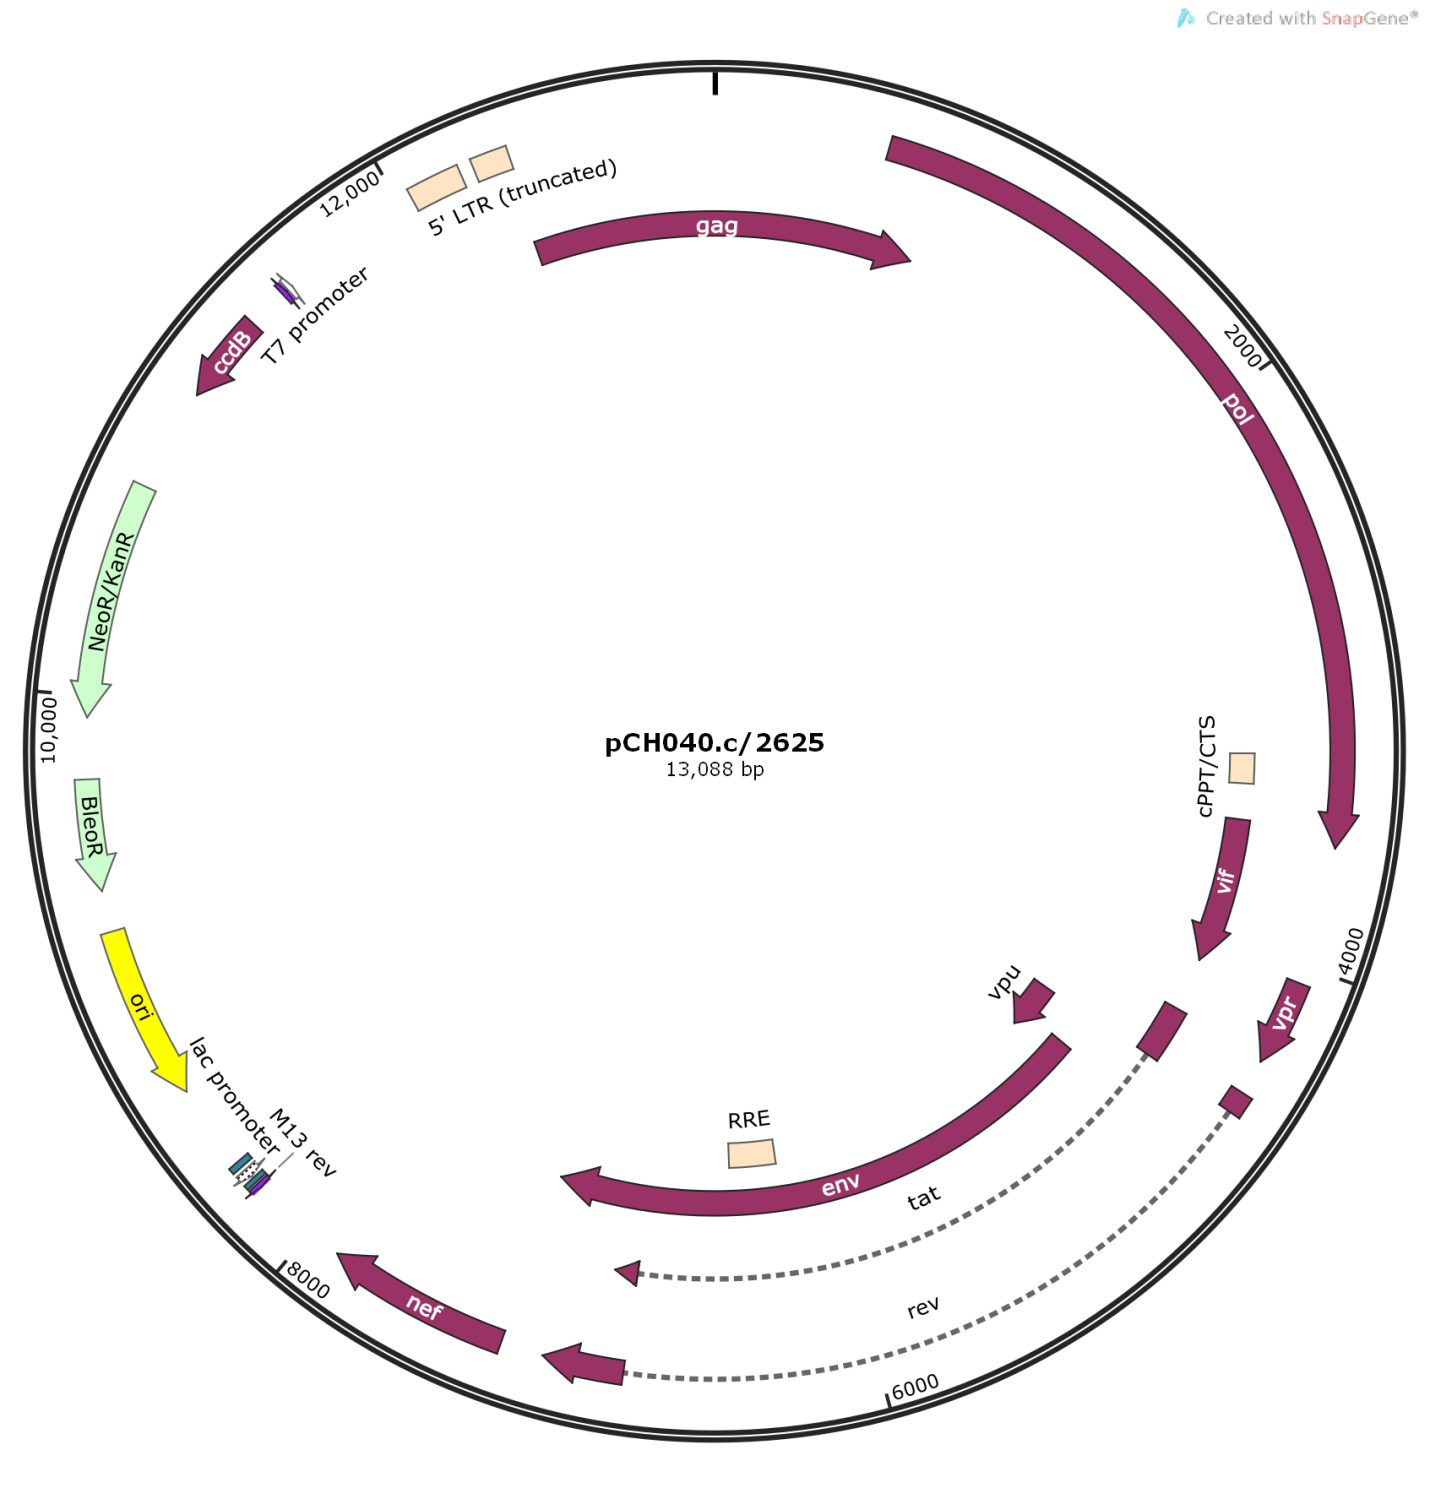 Created with SnapGene®
5' LTR (truncated)
12,000
gag
T7 promoter
ccdB
2000
pol
NeoR/KanR
10,000
pCH040.c/2625
13,088 bp
cPPT/CTS
BleoR
vif
4000
vpu
vpr
ori
lac promoter
M13 rev
RRE
env
tat
8000
nef
rev
6000